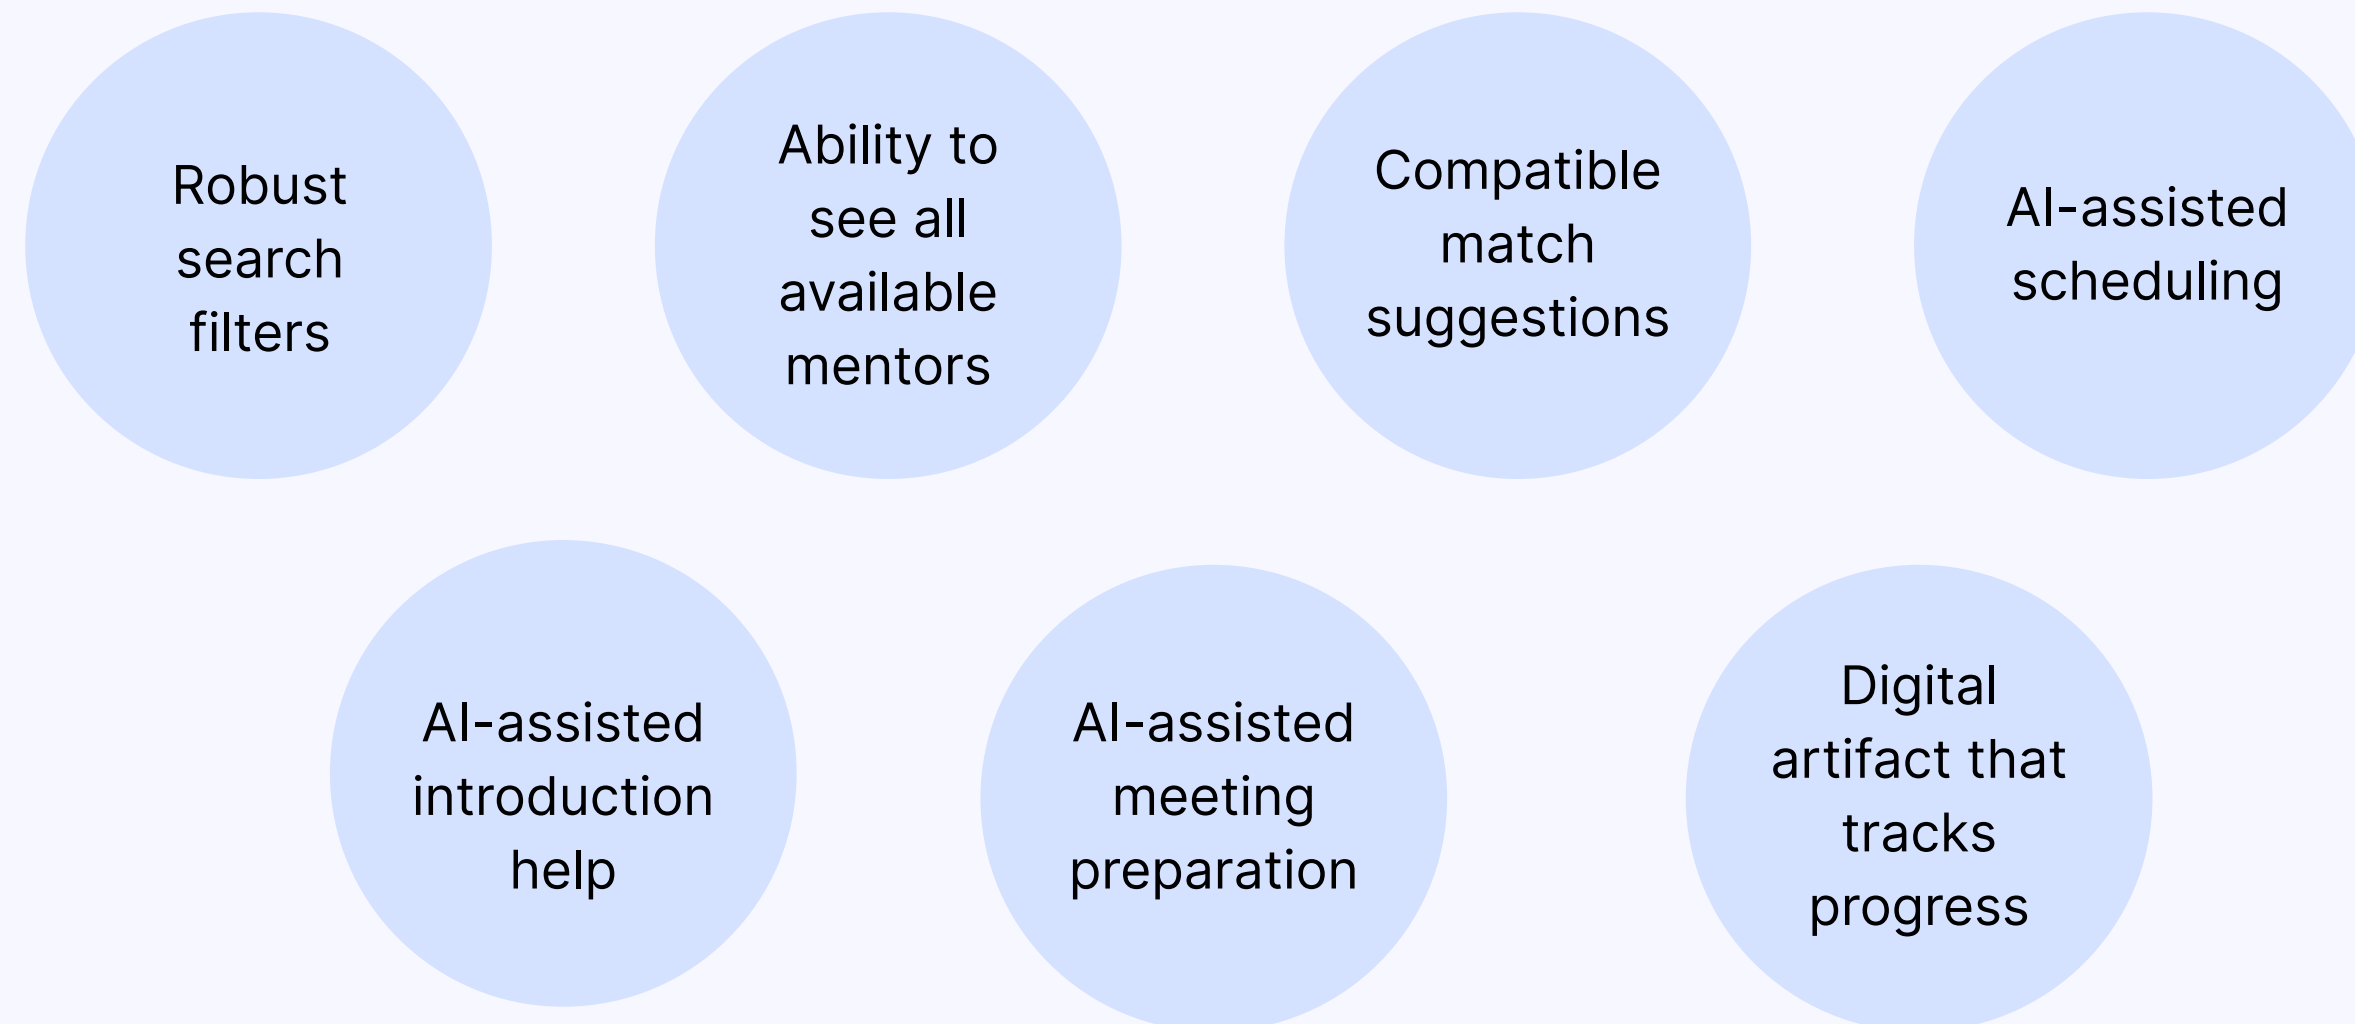 Robust
search
filters
Ability to
see all
available
mentors
Compatible
match
suggestions
AI-assisted
scheduling
AI-assisted
introduction
help
AI-assisted
meeting
preparation
Digital
artifact that
tracks
progress